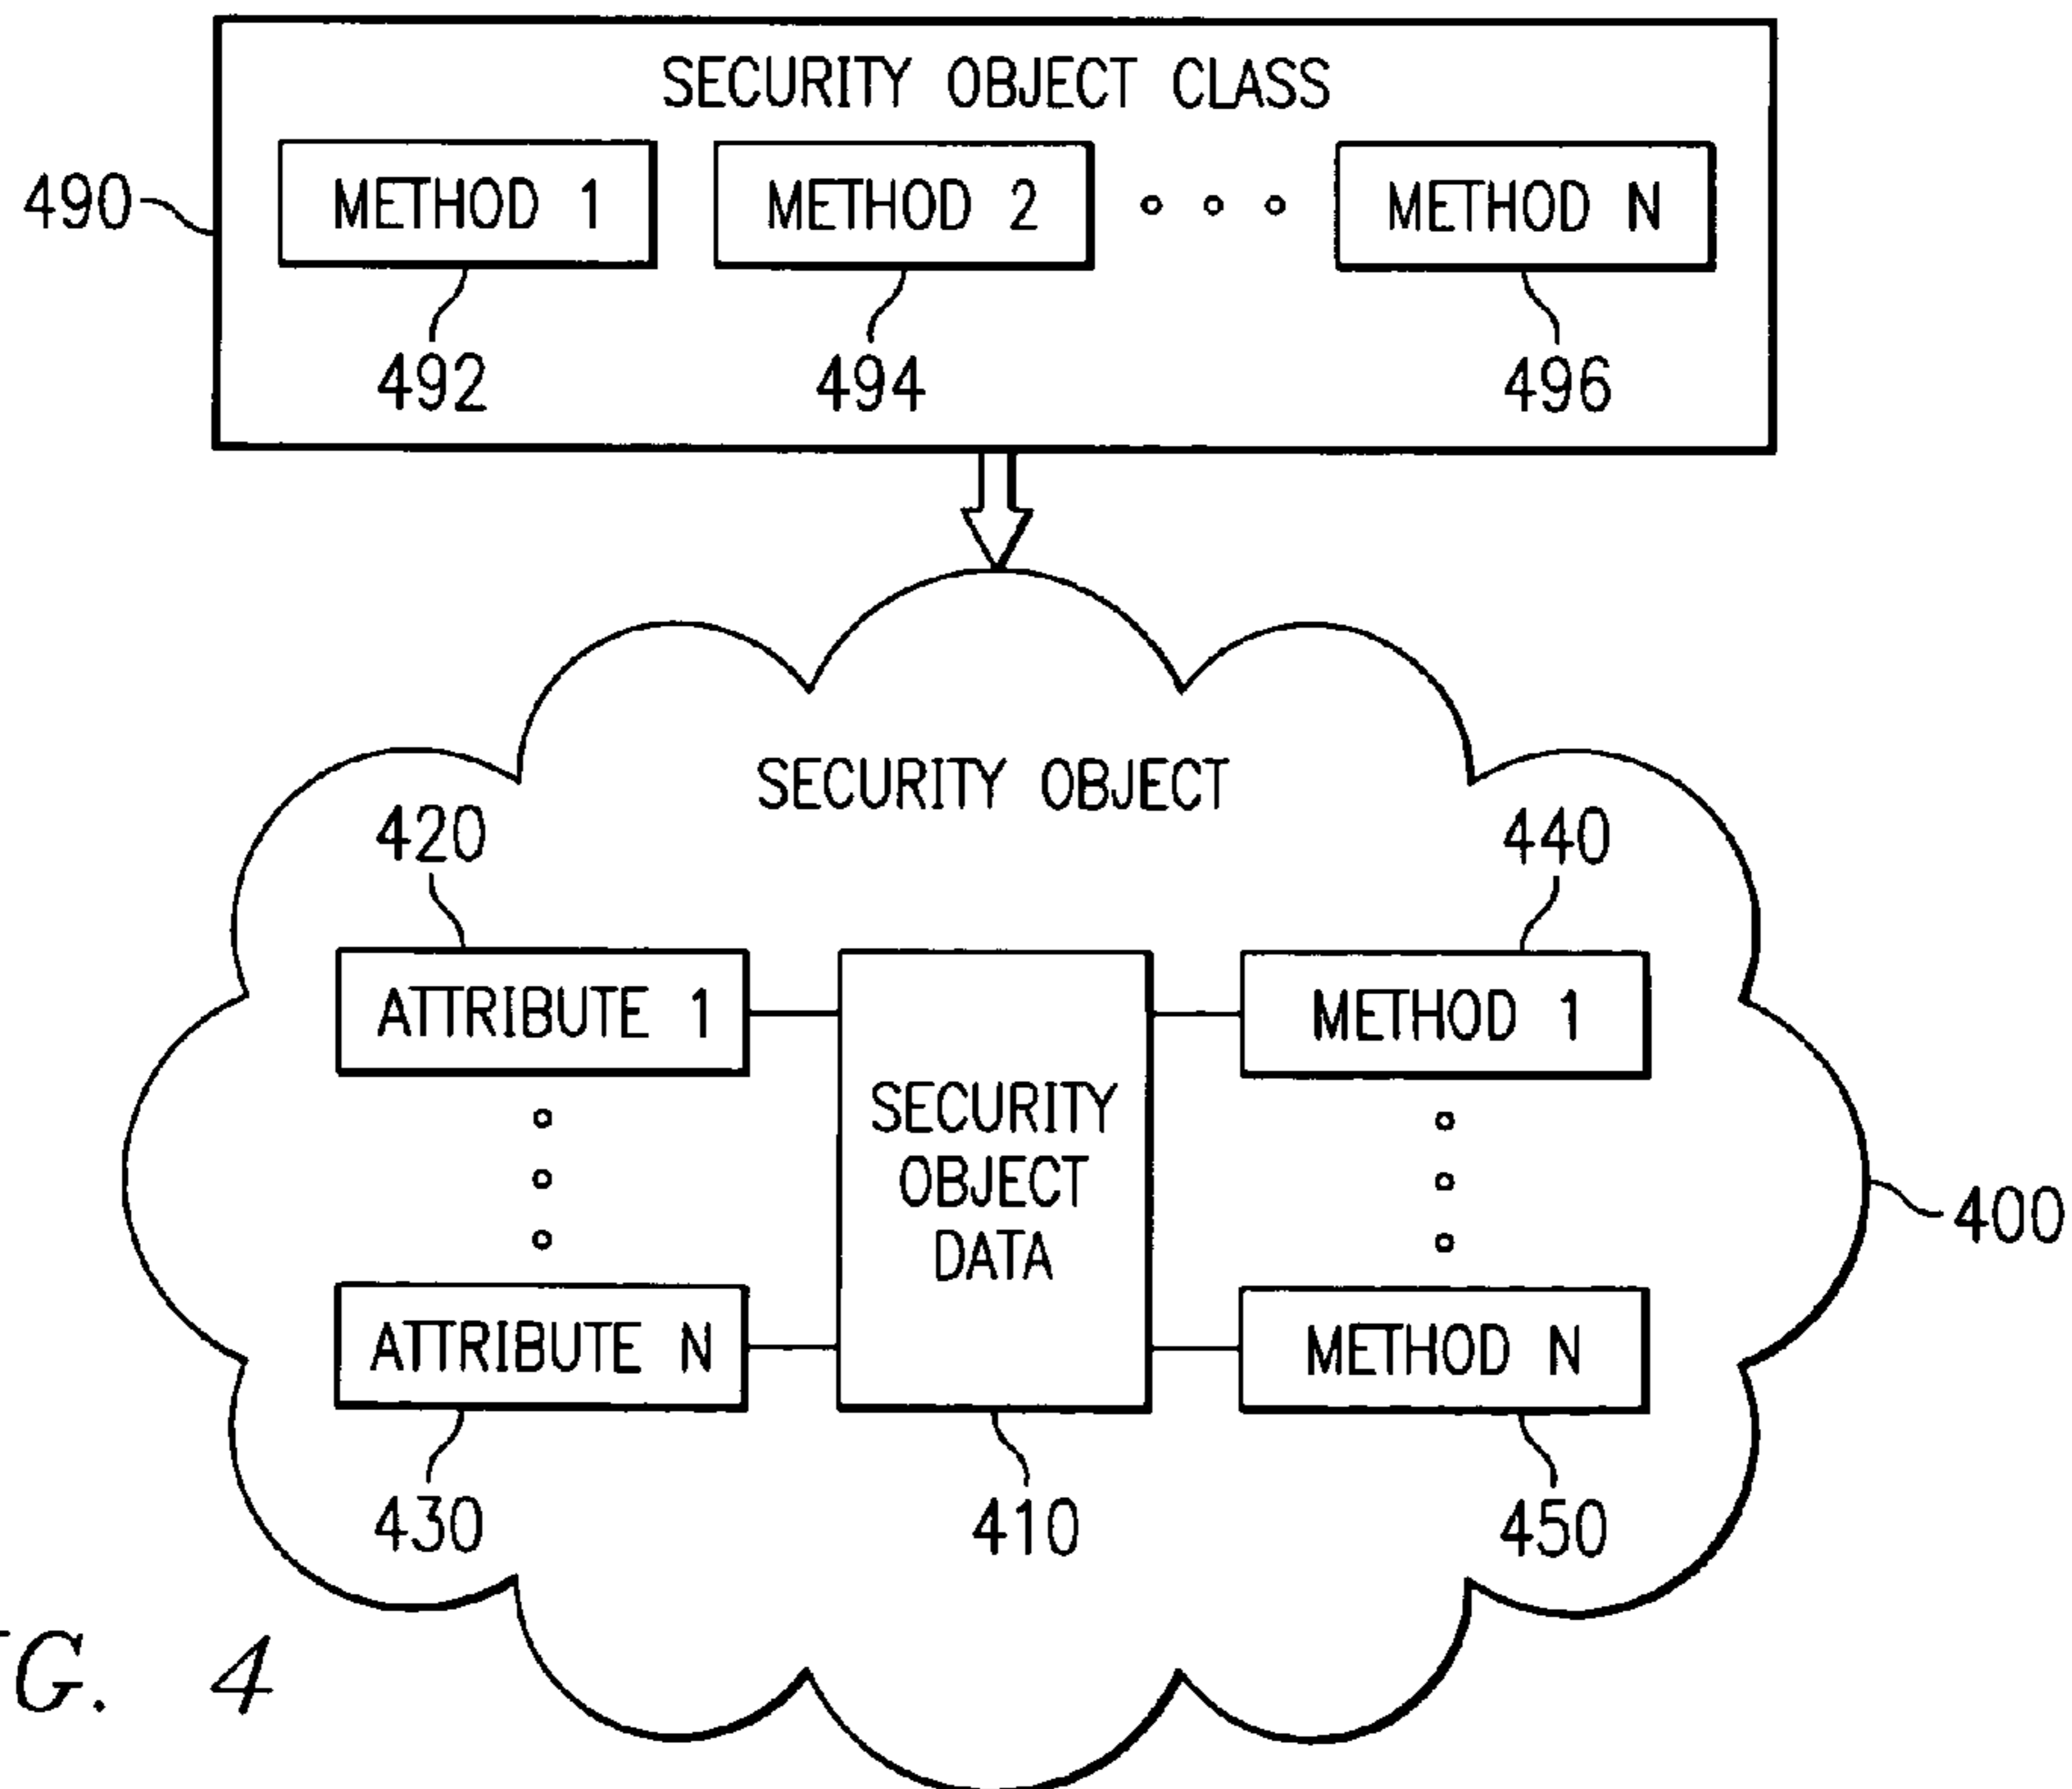 SECURITY OBJECT CLASS
490
METHOD 1
METHOD 2
METHOD N
492
494
496
SECURITY OBJECT
420
440
ATTRIBUTE 1
METHOD 1
SECURITY
OBJECT
DATA
400
ATTRIBUTE N
METHOD N
430
410
450
G. 4